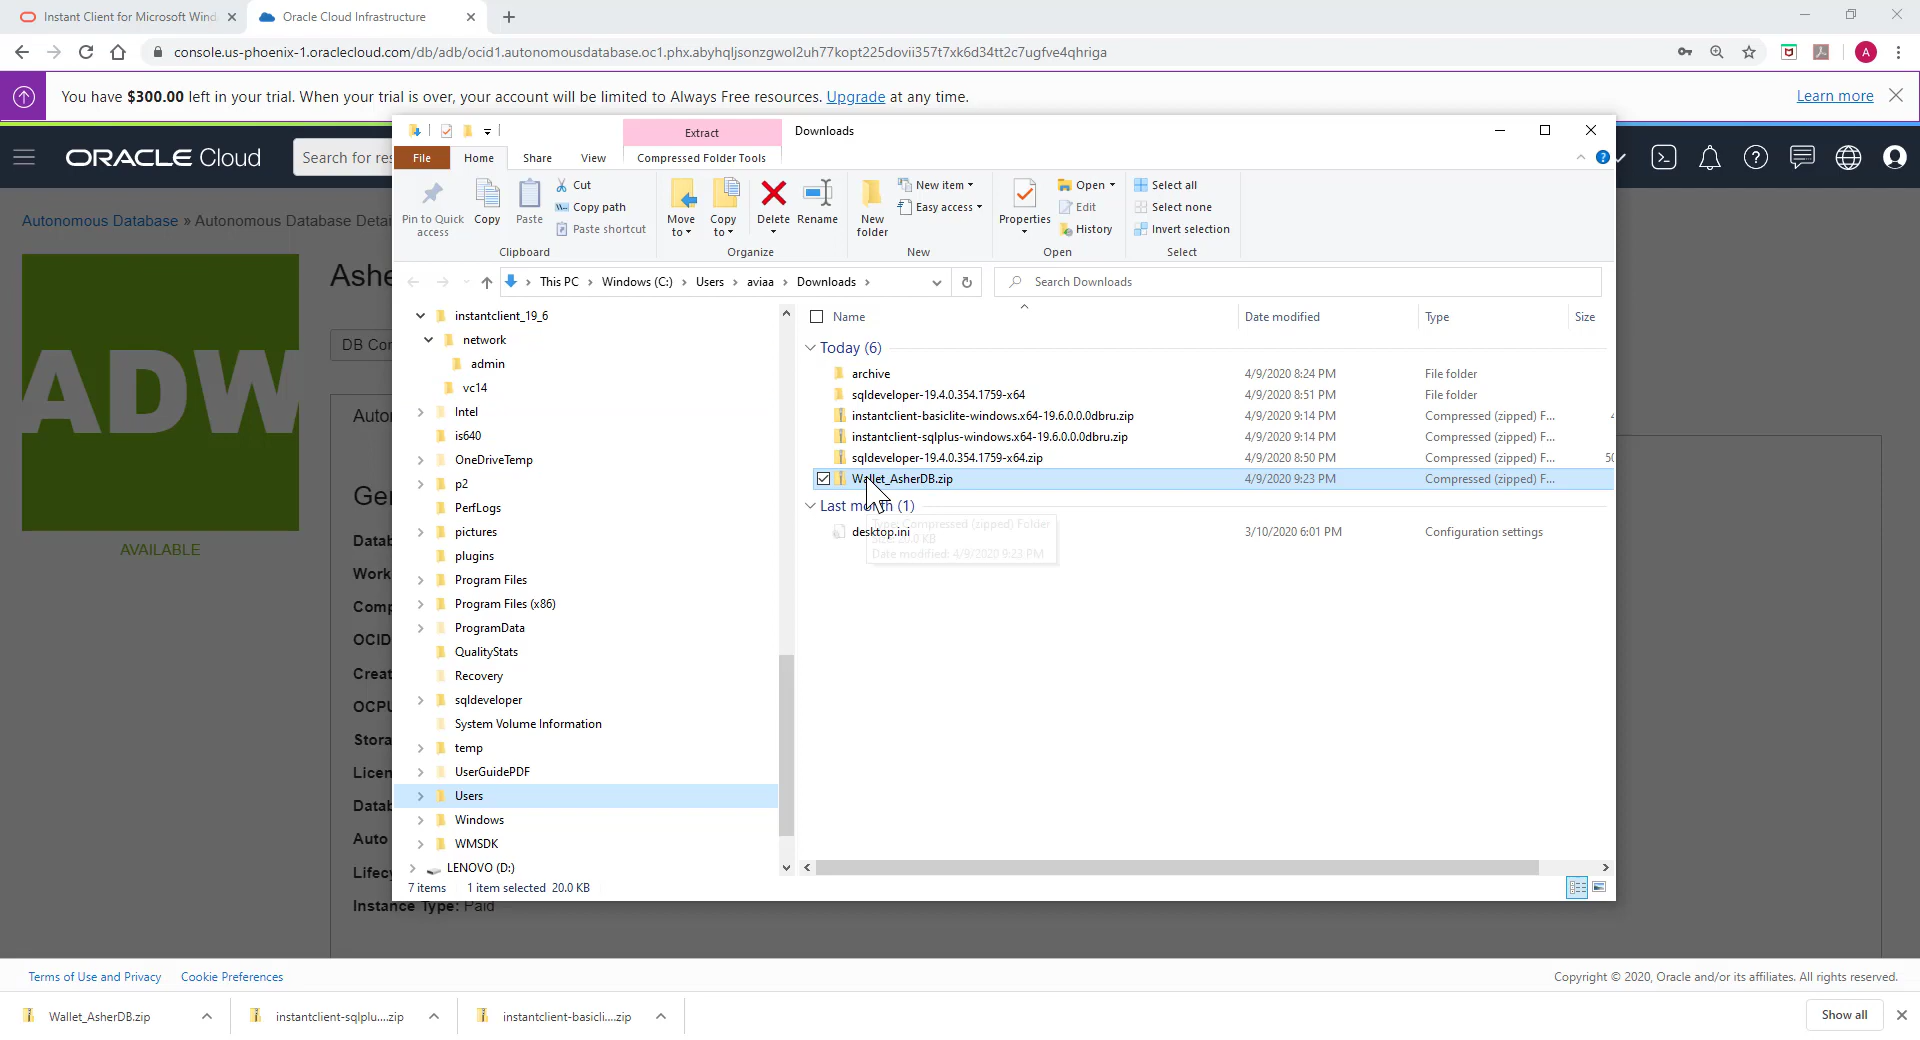 Instant Client for Microsoft Wind
Oracle Cloud Infrastructure
console.us-phoenix-1.oraclecloud.com/db/adb/ocid1.autonomousdatabase.oc1.phx.abyhqljsonzgwol2uh77kopt225dovii357t7xk6d34tt2c7ugfve4qhriga
A
You have $300.00 left in your trial. When your trial is over, your account will be limited to Always Free resources. Upgrade at any time.
Learn more
ORACLE Cloud
Search for res
Extract
Downloads
File
Home
Share
View
Compressed Folder Tools
Pin to Quick access
Copy
Paste
Cut
Copy path
Paste shortcut
Clipboard
Move to
Copy to
Delete
Rename
Organize
New folder
New item
Easy access
New
Properties
Open
Edit
History
Open
Select all
Select none
Invert selection
Select
This PC > Windows (C:) > Users > aviaa > Downloads >
Search Downloads
Autonomous Database » Autonomous Database Detai
ADW
AVAILABLE
Ashe
DB Con
Auton
Gen
Datab
Work
Comp
OCID
Creat
OCPU
Stora
Licen
Datab
Auto
Lifecy
Instance Type: Paid
instantclient_19_6
network
admin
vc14
Intel
is640
OneDriveTemp
p2
PerfLogs
pictures
plugins
Program Files
Program Files (x86)
ProgramData
QualityStats
Recovery
sqldeveloper
System Volume Information
temp
UserGuidePDF
Users
Windows
WMSDK
LENOVO (D:)
Name Date modified Type Size
Today (6)
archive 4/9/2020 8:24 PM File folder
sqldeveloper-19.4.0.354.1759-x64 4/9/2020 8:51 PM File folder
instantclient-basiclite-windows.x64-19.6.0.0.0dbru.zip 4/9/2020 9:14 PM Compressed (zipped) F...
instantclient-sqlplus-windows.x64-19.6.0.0.0dbru.zip 4/9/2020 9:14 PM Compressed (zipped) F...
sqldeveloper-19.4.0.354.1759-x64.zip 4/9/2020 8:50 PM Compressed (zipped) F...
Wallet_AsherDB.zip 4/9/2020 9:23 PM Compressed (zipped) F...
Last month (1)
desktop.ini 3/10/2020 6:01 PM Configuration settings
Type: Compressed (zipped) Folder
Date modified: 4/9/2020 9:23 PM
7 items 1 item selected 20.0 KB
Terms of Use and Privacy Cookie Preferences
Copyright © 2020, Oracle and/or its affiliates. All rights reserved.
Wallet_AsherDB.zip
instantclient-sqlplu....zip
instantclient-basicli....zip
Show all